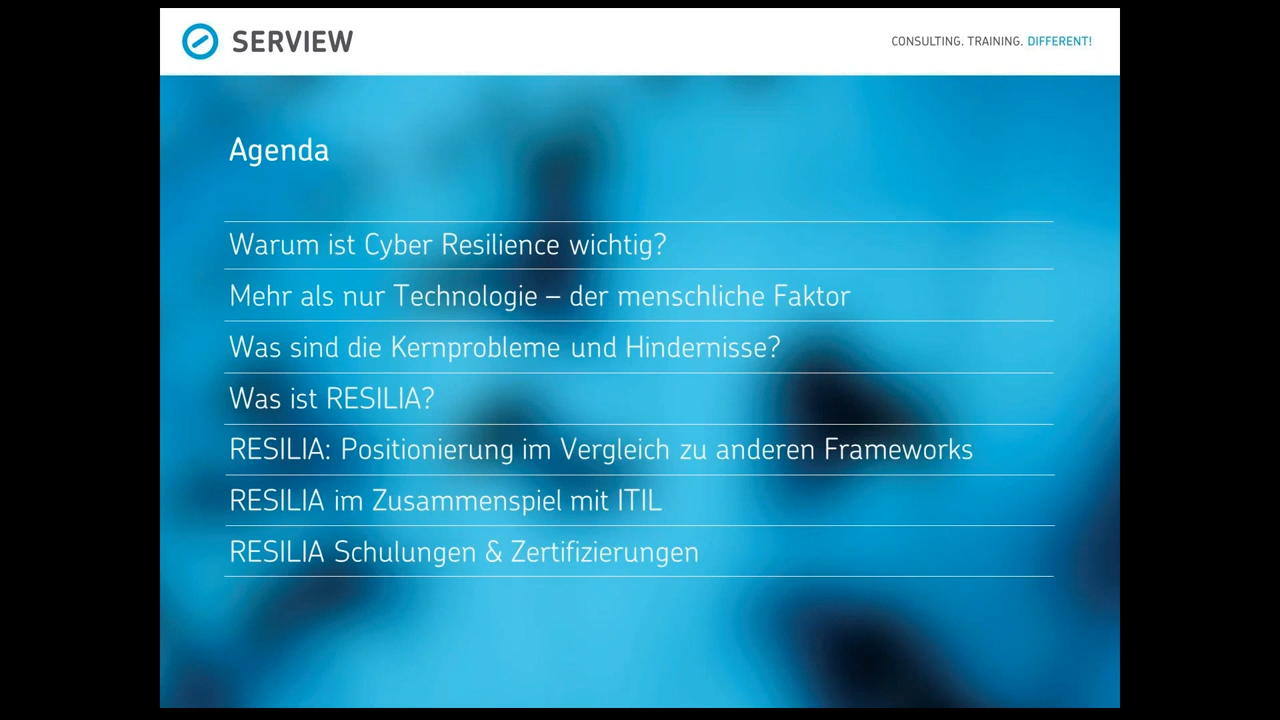 SERVIEW
CONSULTING. TRAINING. DIFFERENT!
Agenda
Warum ist Cyber Resilience wichtig?
Mehr als nur Technologie – der menschliche Faktor
Was sind die Kernprobleme und Hindernisse?
Was ist RESILIA?
RESILIA: Positionierung im Vergleich zu anderen Frameworks
RESILIA im Zusammenspiel mit ITIL
RESILIA Schulungen & Zertifizierungen